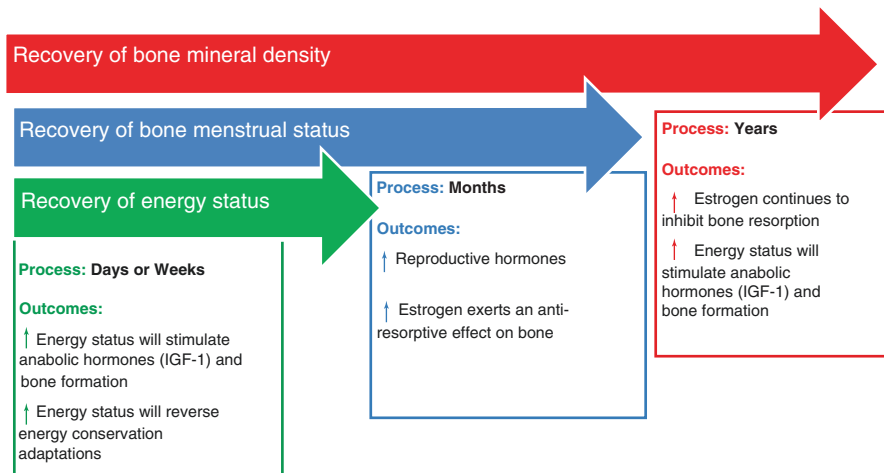 Recovery of bone mineral density
Recovery of bone menstrual status
Recovery of energy status
Process: Days or Weeks
Outcomes:
↑ Energy status will stimulate
anabolic hormones (IGF-1) and
bone formation
↑ Energy status will reverse
energy conservation
adaptations
Process: Months
Outcomes:
↑ Reproductive hormones
↑ Estrogen exerts an anti-
resorptive effect on bone
Process: Years
Outcomes:
↑ Estrogen continues to
inhibit bone resorption
↑ Energy status will
stimulate anabolic
hormones (IGF-1) and
bone formation